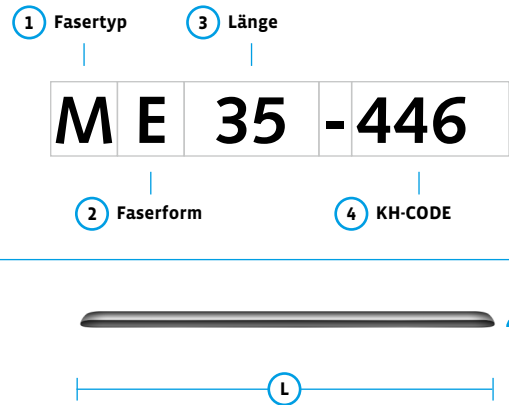 1 Fasertyp 3 Länge
M E 35 -446
2 Faserform 4 KH-CODE
L